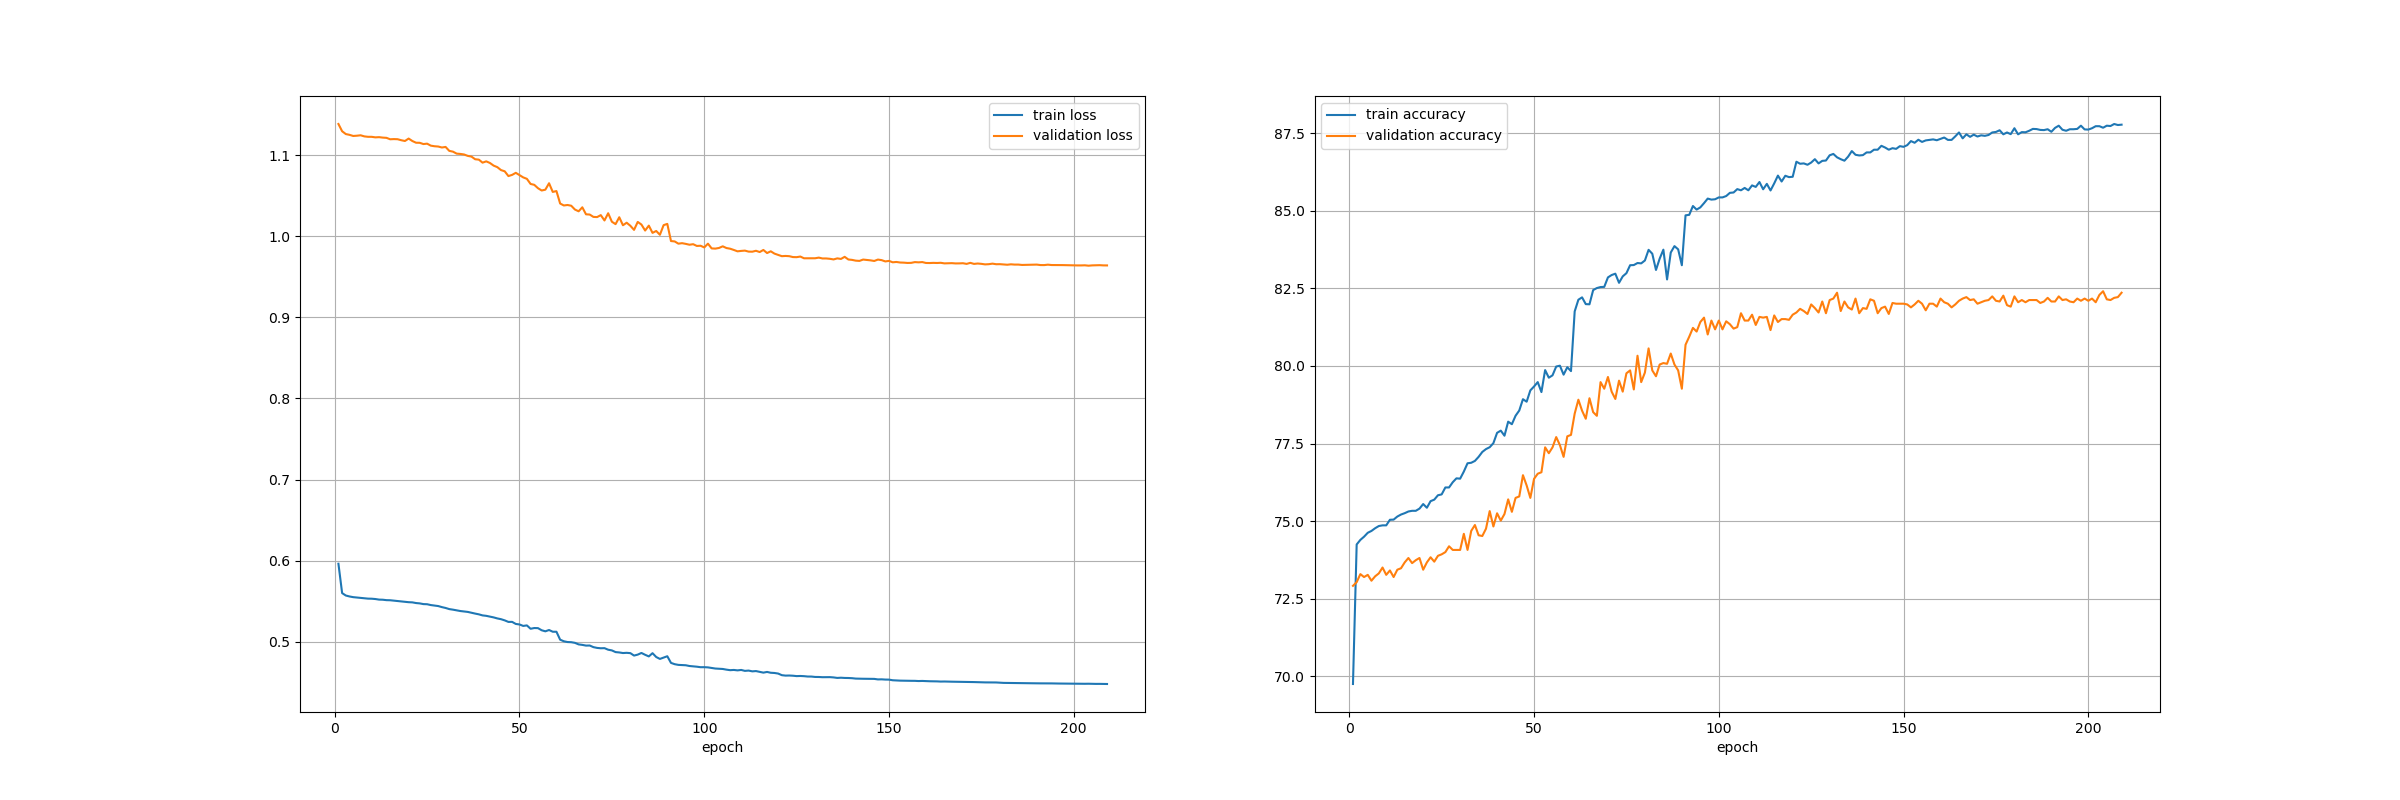 train loss
validation loss
1.1
1.0
0.9
0.8
0.7
0.6
0.5
0 50 100 150 200
epoch
train accuracy
validation accuracy
87.5
85.0
82.5
80.0
77.5
75.0
72.5
70.0
0 50 100 150 200
epoch